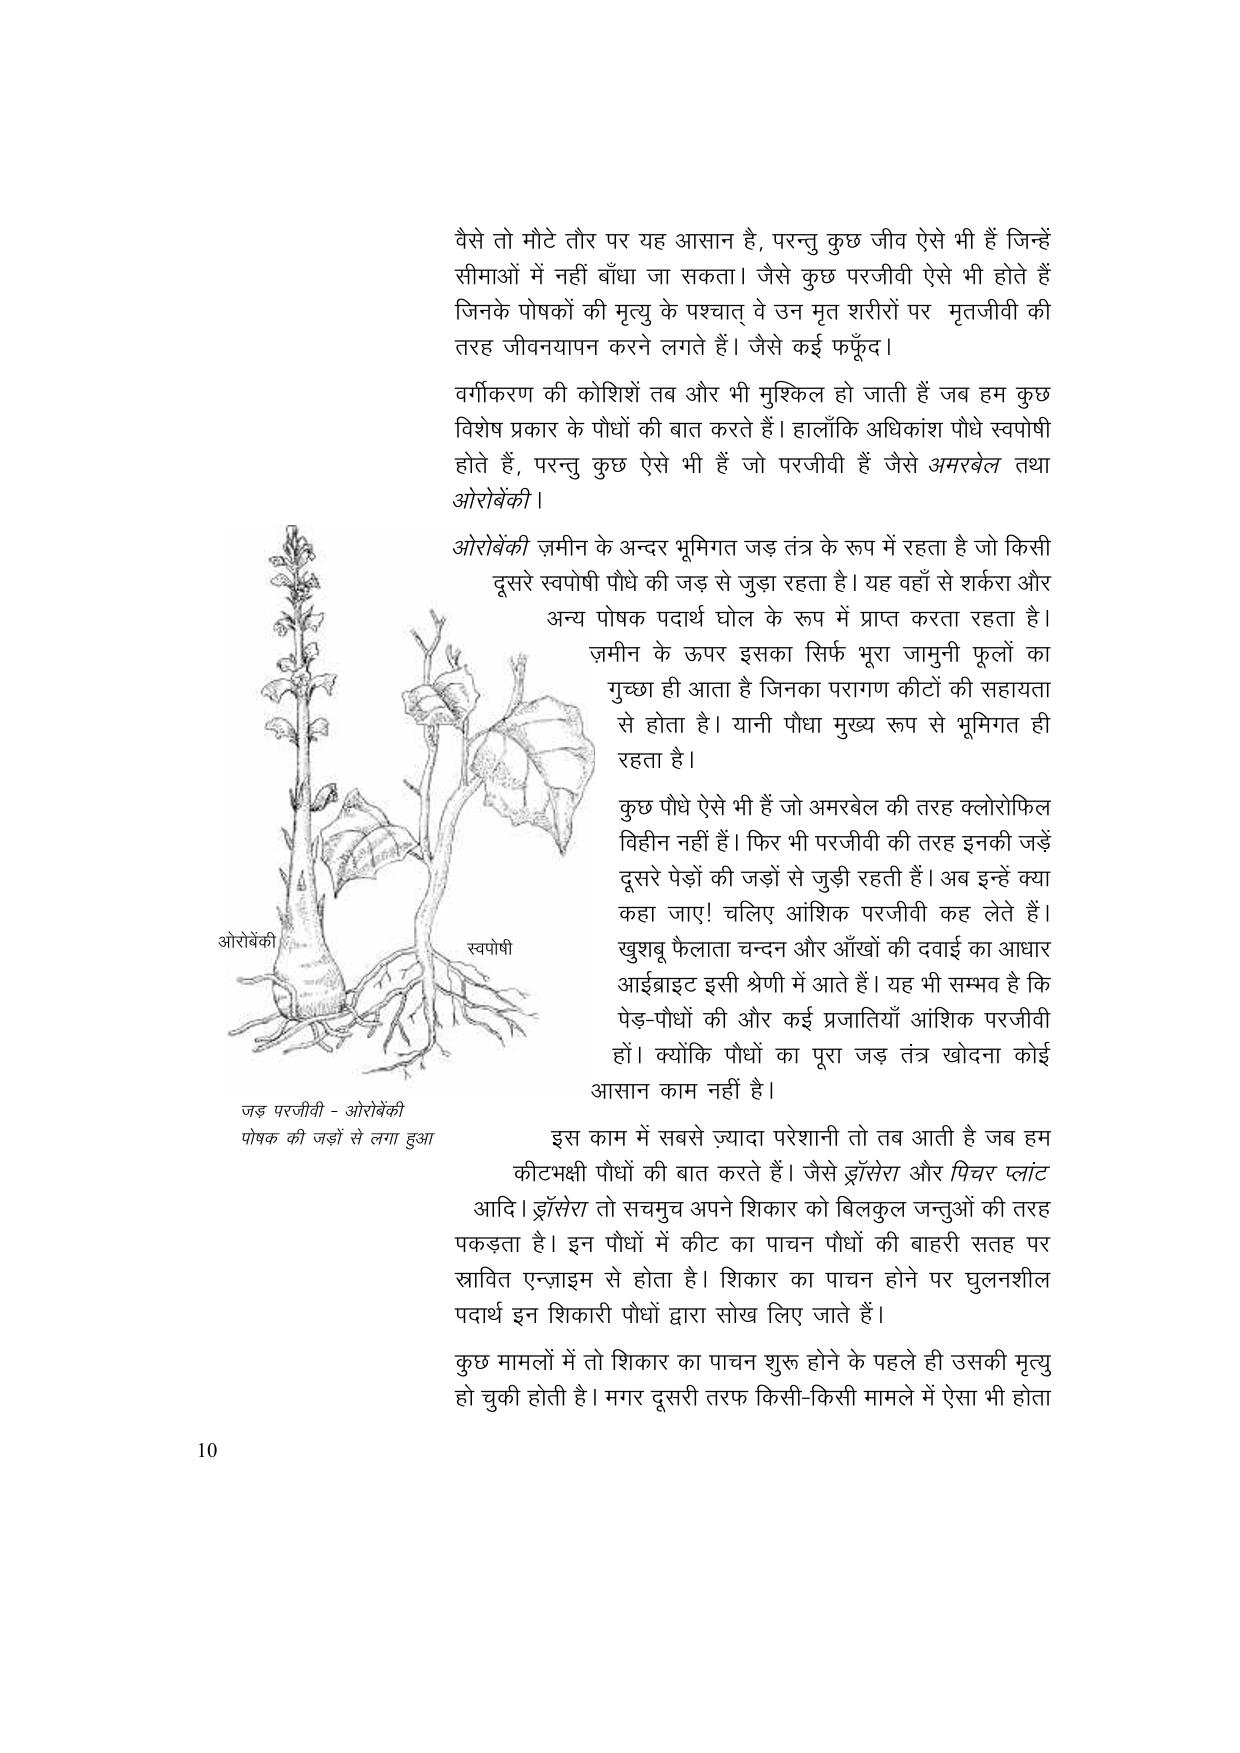 वैसे तो मौटे तौर पर यह आसान है, परन्तु कुछ जीव ऐसे भी हैं जिन्हें
सीमाओं में नहीं बाँधा जा सकता। जैसे कुछ परजीवी ऐसे भी होते हैं
जिनके पोषकों की मृत्यु के पश्चात् वे उन मृत शरीरों पर मृतजीवी की
तरह जीवनयापन करने लगते हैं। जैसे कई फफूँद।
वर्गीकरण की कोशिशें तब और भी मुश्किल हो जाती हैं जब हम कुछ
विशेष प्रकार के पौधों की बात करते हैं। हालाँकि अधिकांश पौधे स्वपोषी
होते हैं, परन्तु कुछ ऐसे भी हैं जो परजीवी हैं जैसे अमरबेल तथा
ओरोबेंकी।
ओरोबेंकी ज़मीन के अन्दर भूमिगत जड़ तंत्र के रूप में रहता है जो किसी
दूसरे स्वपोषी पौधे की जड़ से जुड़ा रहता है। यह वहाँ से शर्करा और
अन्य पोषक पदार्थ घोल के रूप में प्राप्त करता रहता है।
ज़मीन के ऊपर इसका सिर्फ भूरा जामुनी फूलों का
गुच्छा ही आता है जिनका परागण कीटों की सहायता
से होता है। यानी पौधा मुख्य रूप से भूमिगत ही
रहता है।
कुछ पौधे ऐसे भी हैं जो अमरबेल की तरह क्लोरोफिल
विहीन नहीं हैं। फिर भी परजीवी की तरह इनकी जड़ें
दूसरे पेड़ों की जड़ों से जुड़ी रहती हैं। अब इन्हें क्या
कहा जाए! चलिए आंशिक परजीवी कह लेते हैं।
खुशबू फैलाता चन्दन और आँखों की दवाई का आधार
आईब्राइट इसी श्रेणी में आते हैं। यह भी सम्भव है कि
पेड़-पौधों की और कई प्रजातियाँ आंशिक परजीवी
हों। क्योंकि पौधों का पूरा जड़ तंत्र खोदना कोई
आसान काम नहीं है।
ओरोबेंकी
स्वपोषी
जड़ परजीवी - ओरोबेंकी
पोषक की जड़ों से लगा हुआ
इस काम में सबसे ज़्यादा परेशानी तो तब आती है जब हम
कीटभक्षी पौधों की बात करते हैं। जैसे ड्रॉसेरा और पिचर प्लांट
आदि। ड्रॉसेरा तो सचमुच अपने शिकार को बिलकुल जन्तुओं की तरह
पकड़ता है। इन पौधों में कीट का पाचन पौधों की बाहरी सतह पर
स्रावित एन्ज़ाइम से होता है। शिकार का पाचन होने पर घुलनशील
पदार्थ इन शिकारी पौधों द्वारा सोख लिए जाते हैं।
कुछ मामलों में तो शिकार का पाचन शुरू होने के पहले ही उसकी मृत्यु
हो चुकी होती है। मगर दूसरी तरफ किसी-किसी मामले में ऐसा भी होता
10